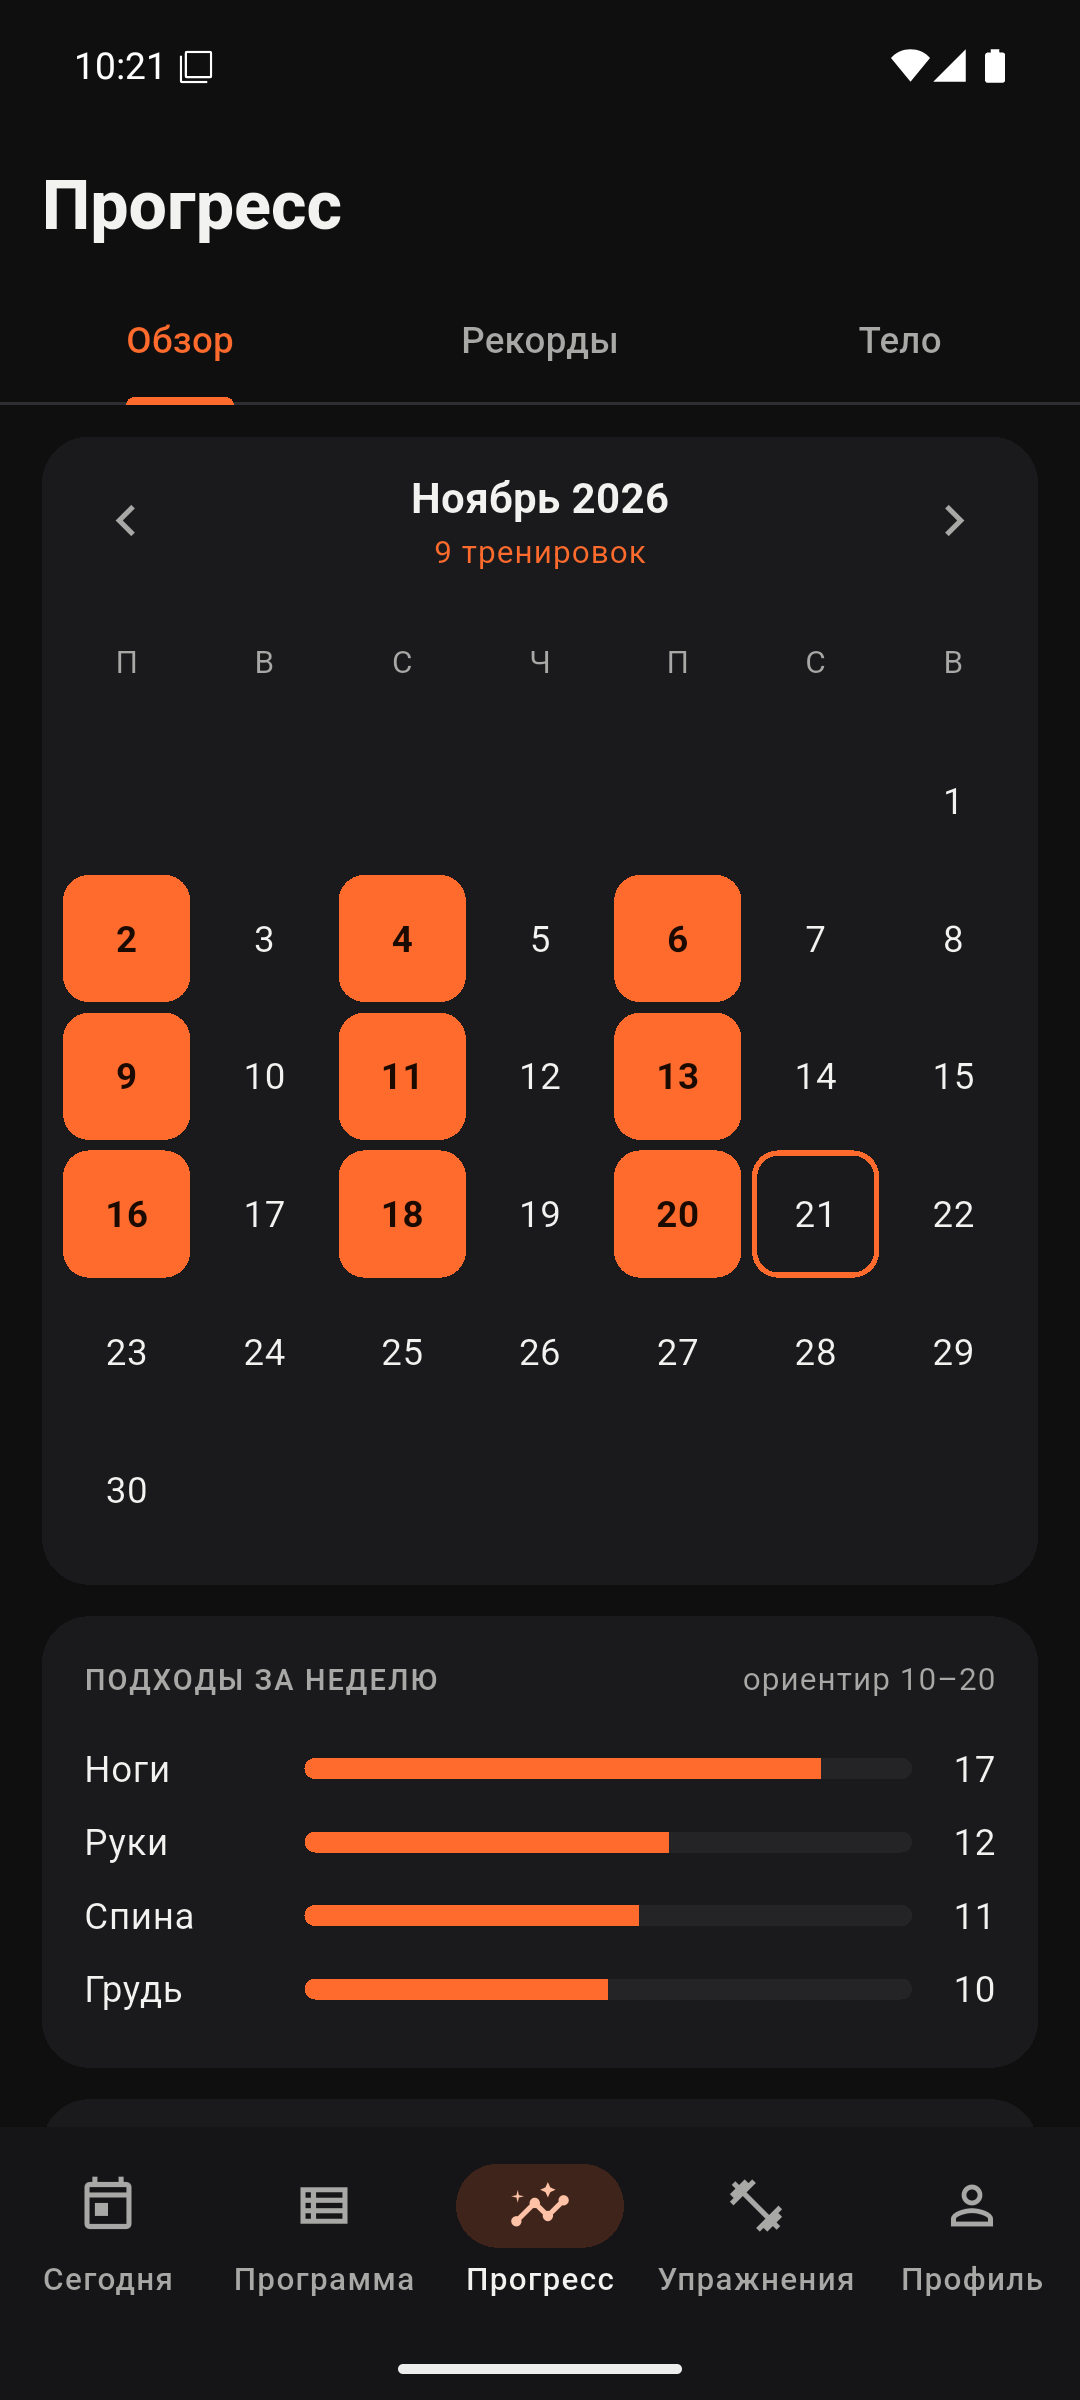 10:21
Прогресс
Обзор Рекорды Тело
Ноябрь 2026
9 тренировок
П В С Ч П С В
1
2 3 4 5 6 7 8
9 10 11 12 13 14 15
16 17 18 19 20 21 22
23 24 25 26 27 28 29
30
ПОДХОДЫ ЗА НЕДЕЛЮ ориентир 10–20
Ноги 17
Руки 12
Спина 11
Грудь 10
Сегодня Программа Прогресс Упражнения Профиль